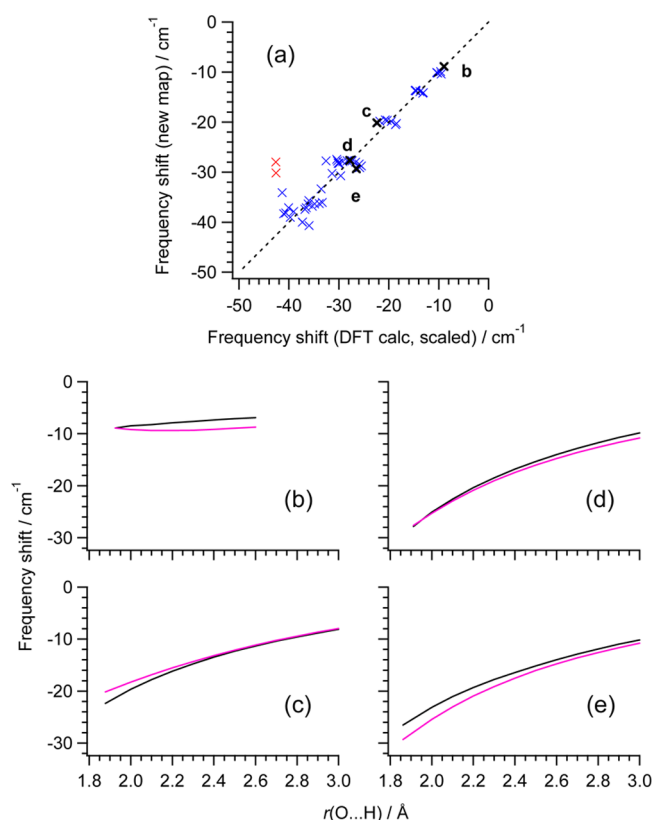 0
(a)
-10
b
c
-20
d
-30
e
-40
-50
-50 -40 -30 -20 -10 0
Frequency shift (new map) / cm⁻¹
Frequency shift (DFT calc, scaled) / cm⁻¹
0
-10
-20
-30
(b)
(d)
0
-10
-20
-30
(c)
(e)
Frequency shift / cm⁻¹
1.8 2.0 2.2 2.4 2.6 2.8 3.0
1.8 2.0 2.2 2.4 2.6 2.8 3.0
r(O...H) / Å